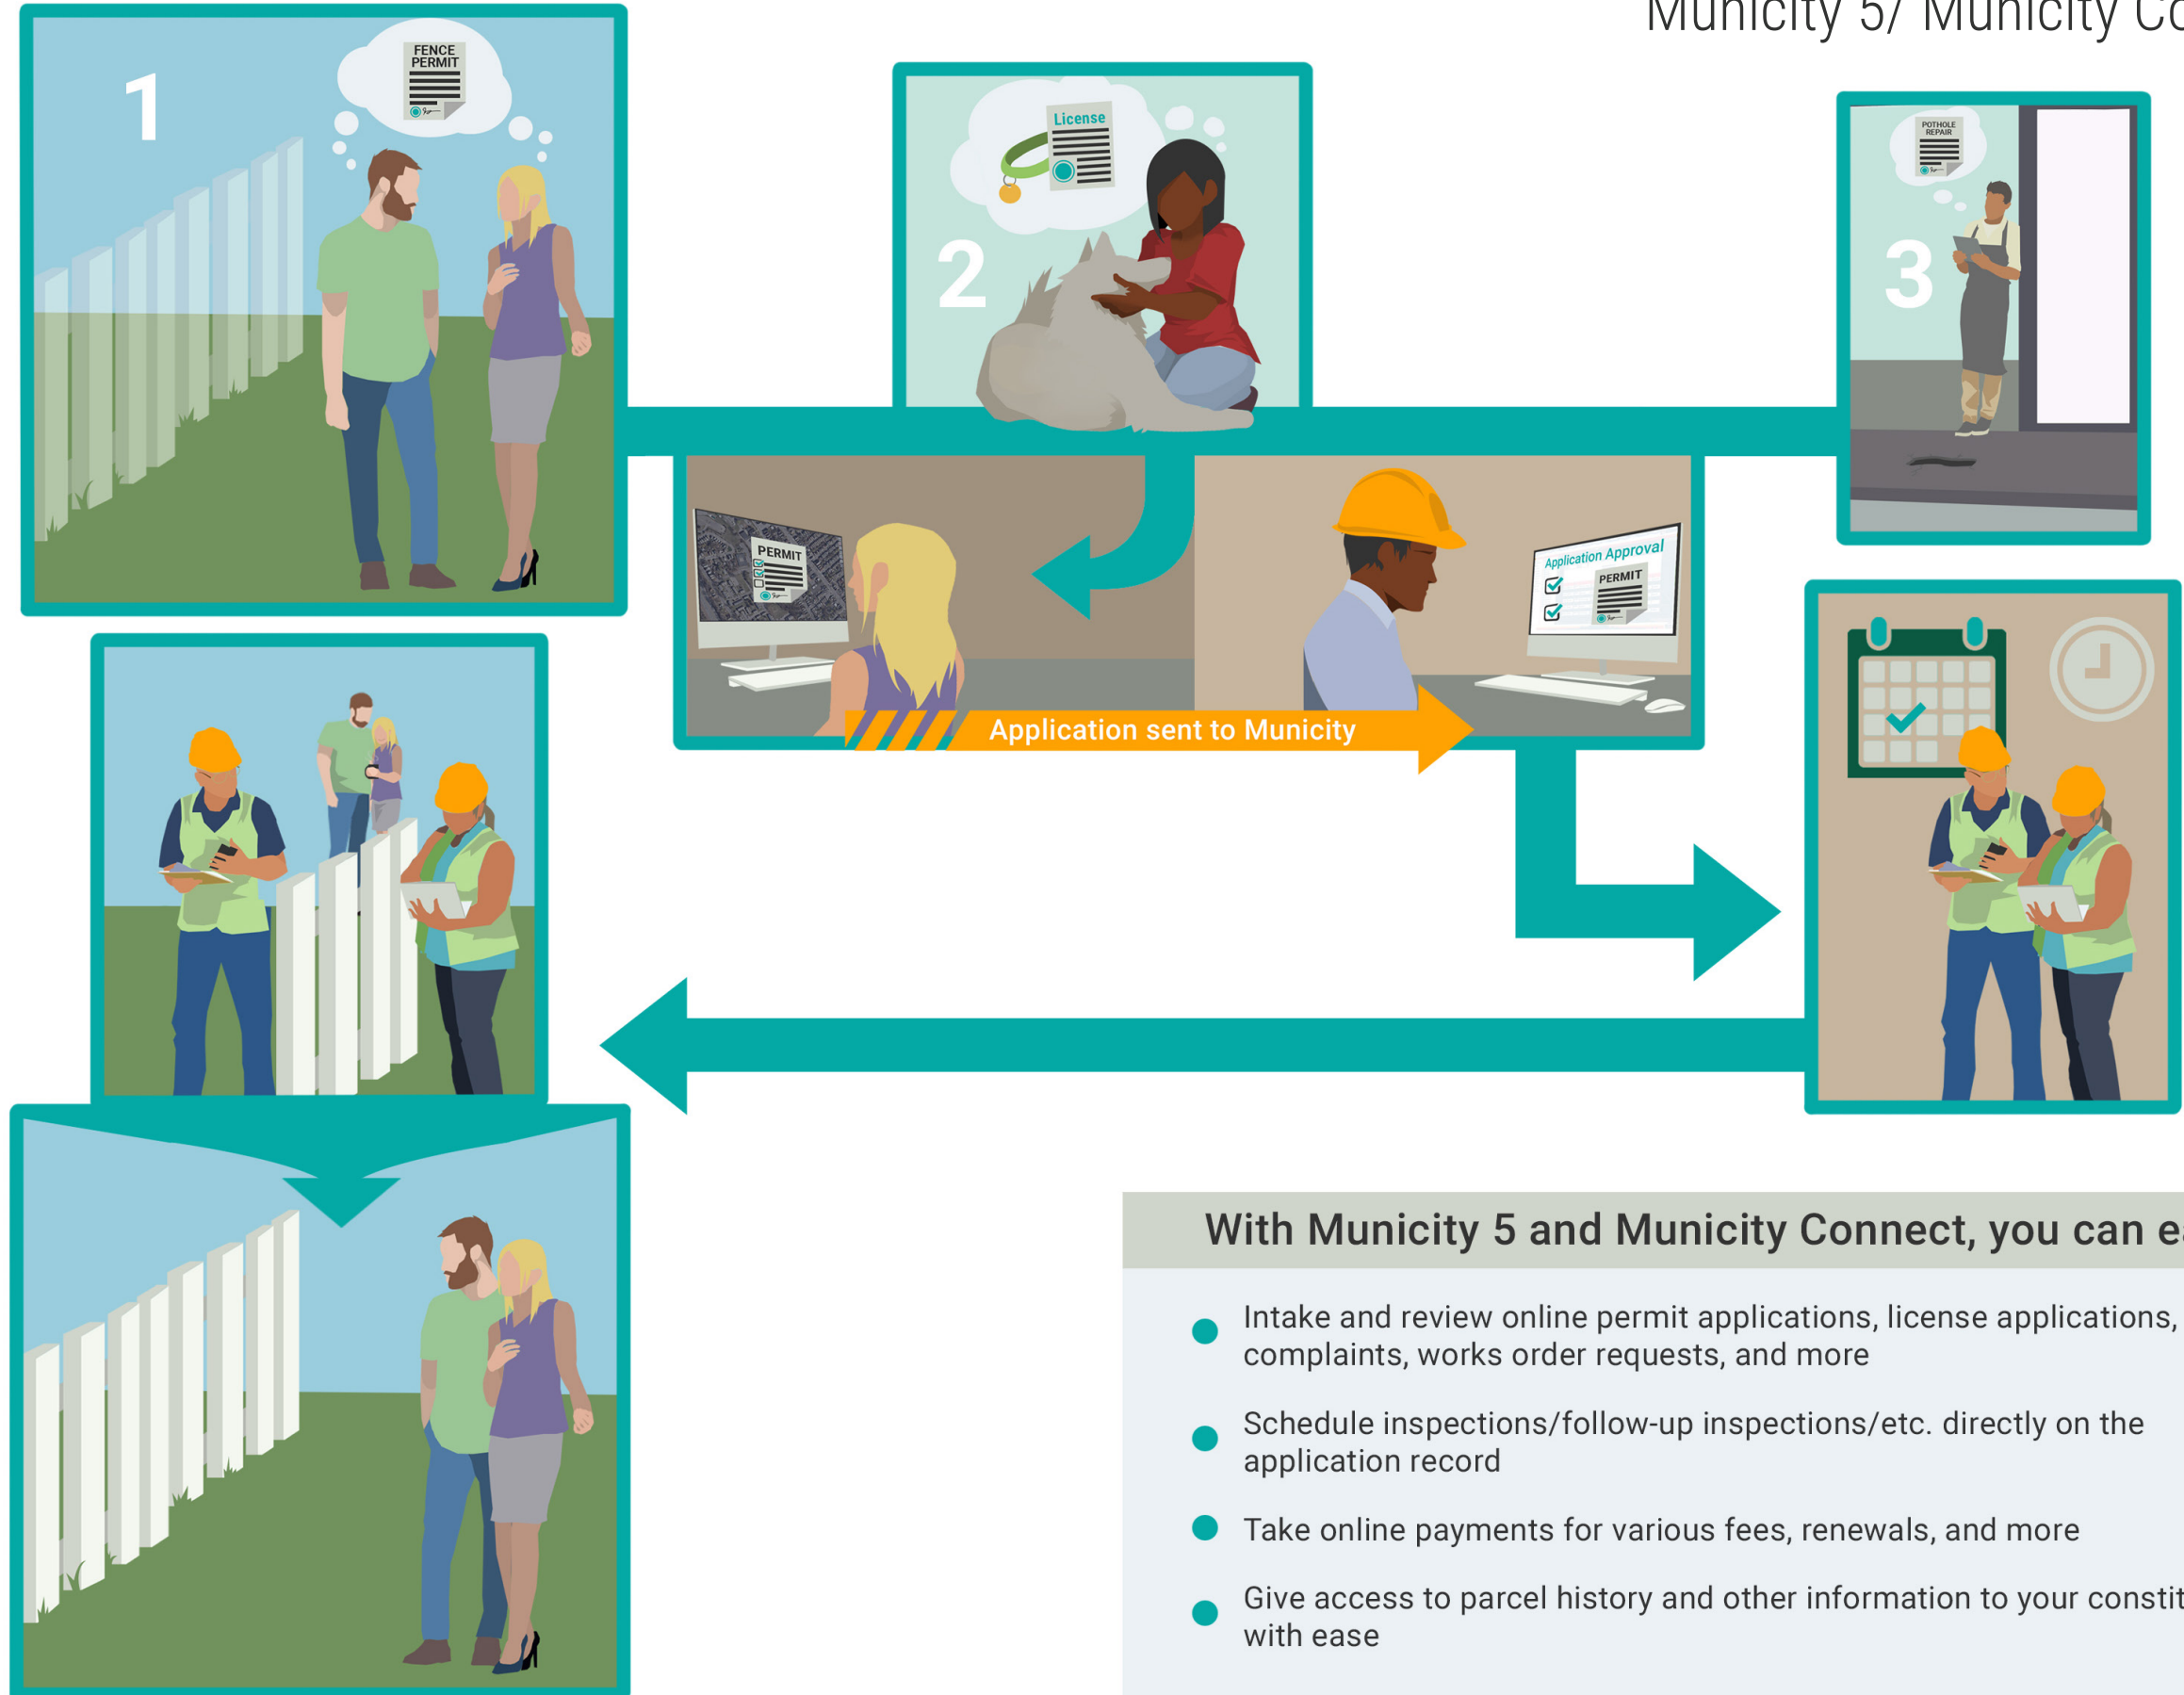 Municity 5/ Municity Co
1
FENCE
PERMIT
2
License
3
POTHOLE
REPAIR
PERMIT
Application Approval
PERMIT
Application sent to Municity
With Municity 5 and Municity Connect, you can ea
Intake and review online permit applications, license applications,
complaints, works order requests, and more
Schedule inspections/follow-up inspections/etc. directly on the
application record
Take online payments for various fees, renewals, and more
Give access to parcel history and other information to your constit
with ease